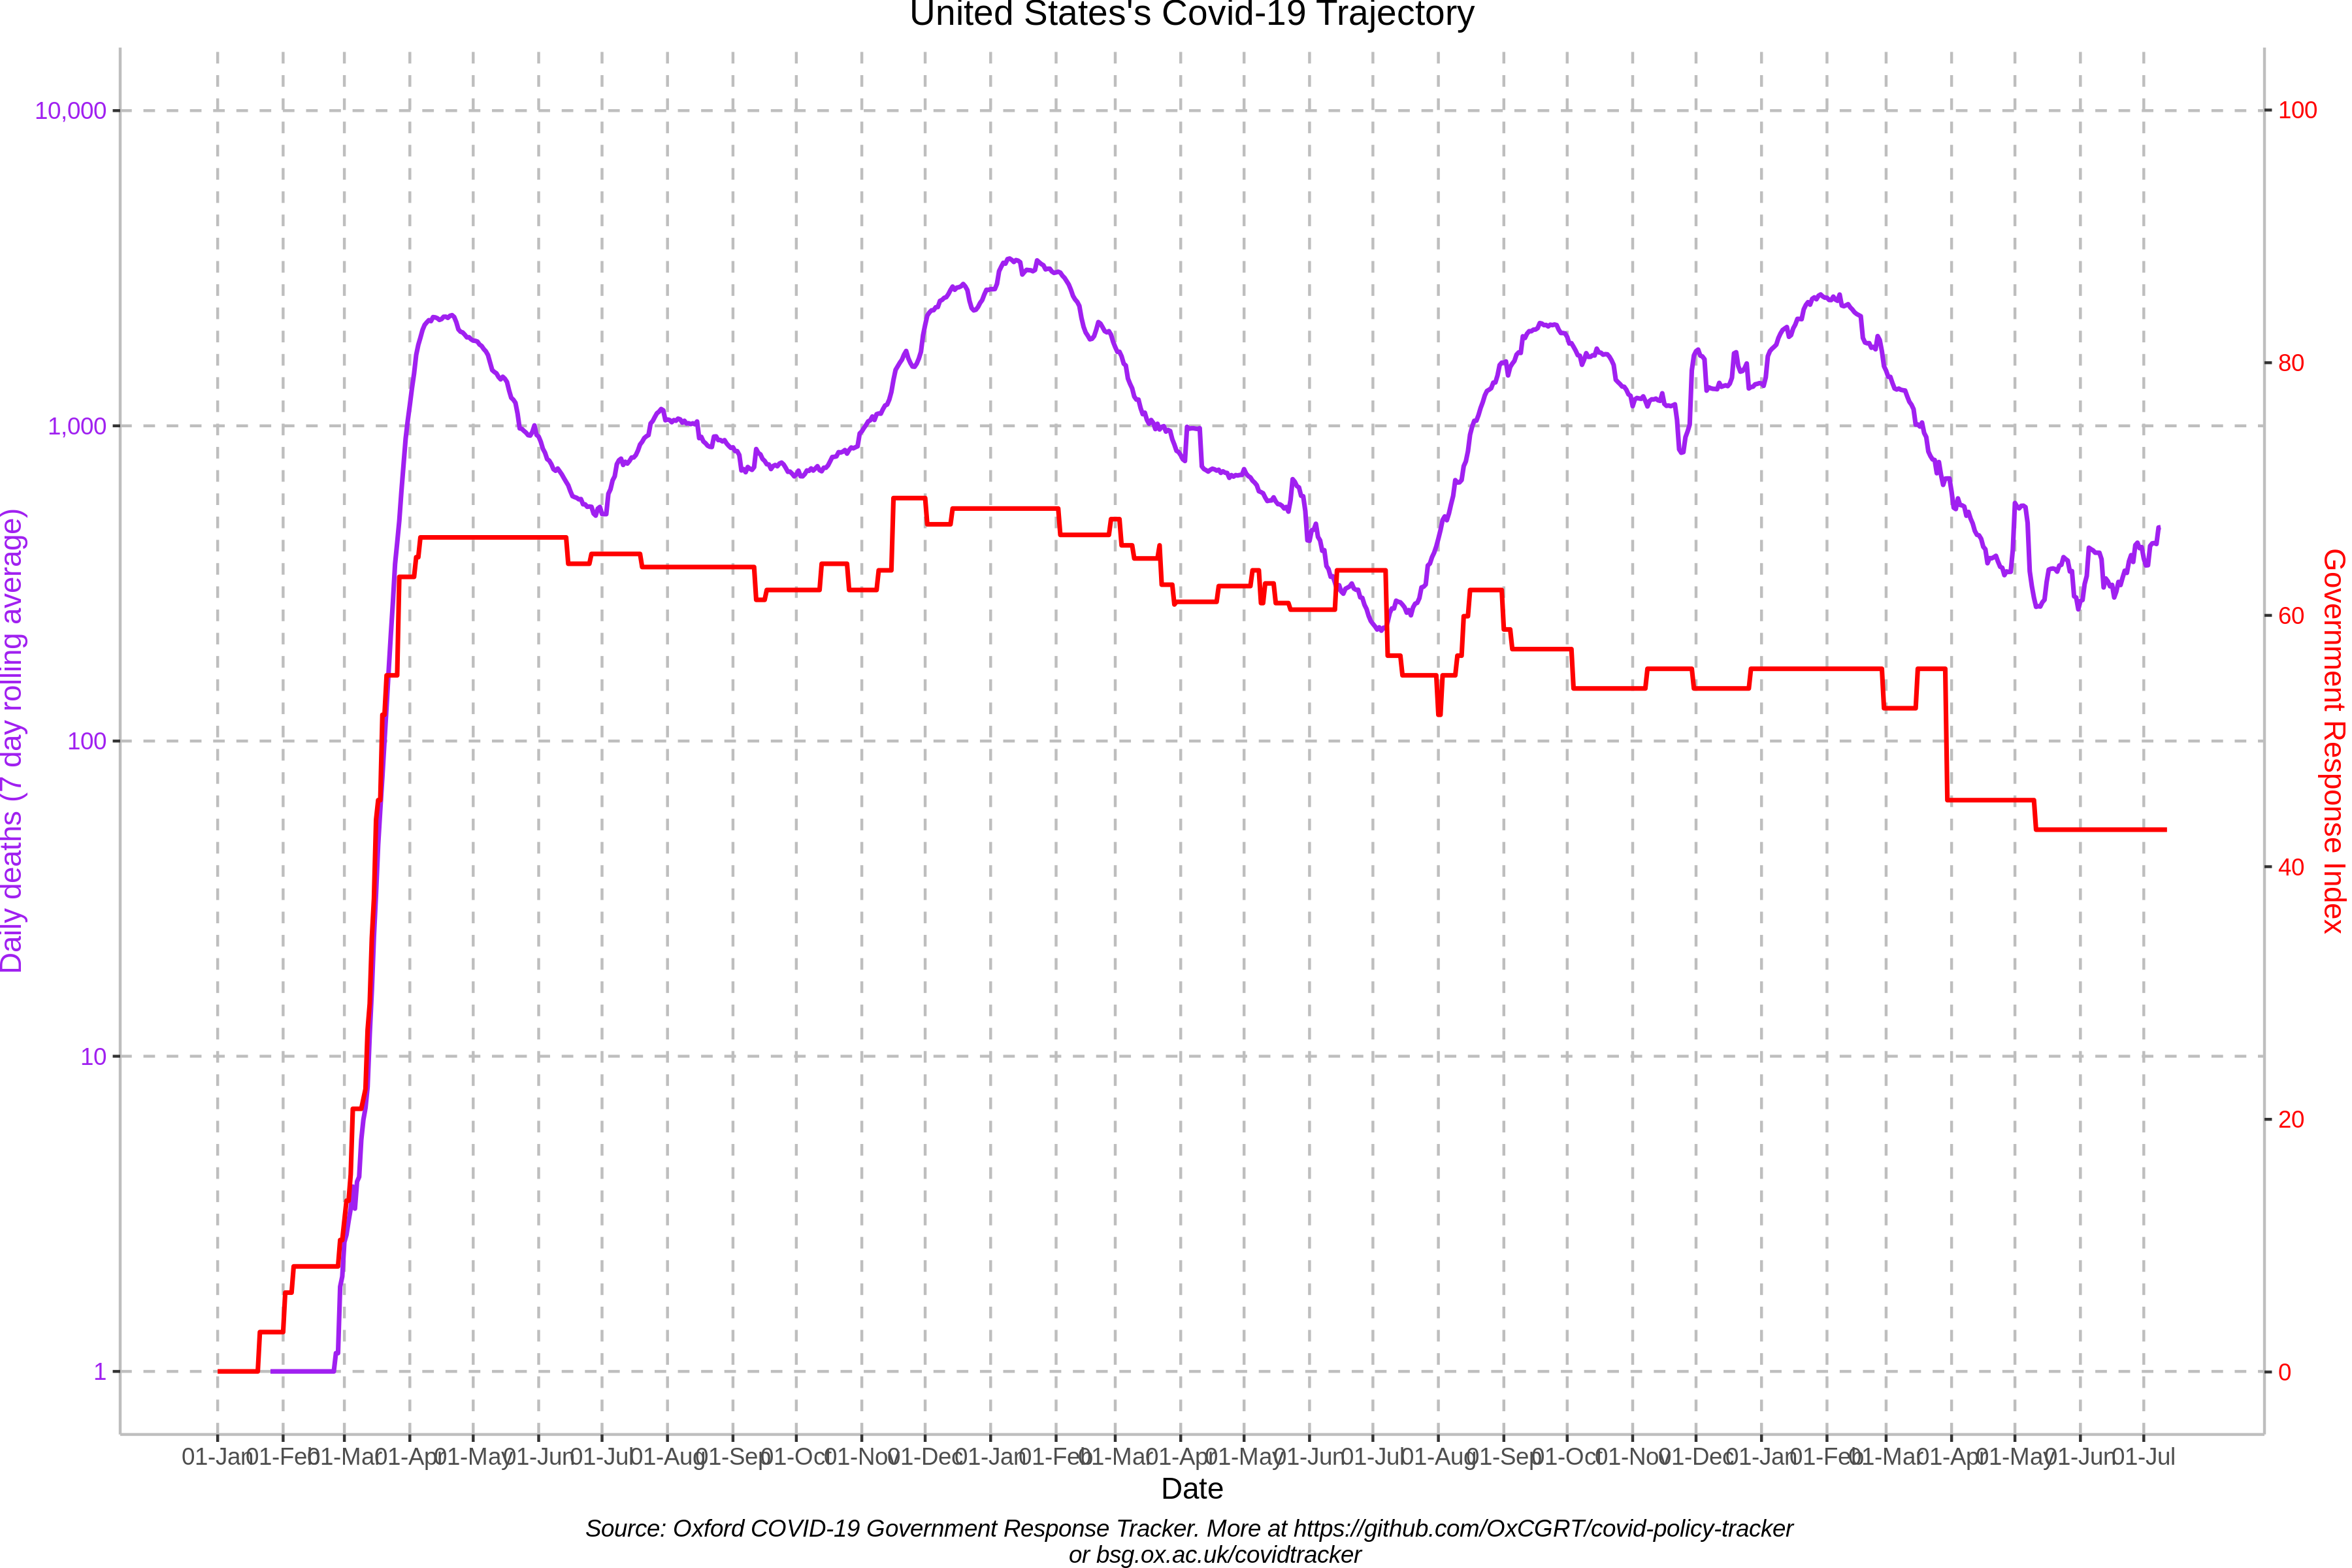 United States's Covid-19 Trajectory
10,000
1,000
100
10
1
Daily deaths (7 day rolling average)
100
80
60
40
20
0
Government Response Index
01-Jan 01-Feb 01-Mar 01-Apr 01-May 01-Jun 01-Jul 01-Aug 01-Sep 01-Oct 01-Nov 01-Dec 01-Jan 01-Feb 01-Mar 01-Apr 01-May 01-Jun 01-Jul 01-Aug 01-Sep 01-Oct 01-Nov 01-Dec 01-Jan 01-Feb 01-Mar 01-Apr 01-May 01-Jun 01-Jul
Date
Source: Oxford COVID-19 Government Response Tracker. More at https://github.com/OxCGRT/covid-policy-tracker
or bsg.ox.ac.uk/covidtracker